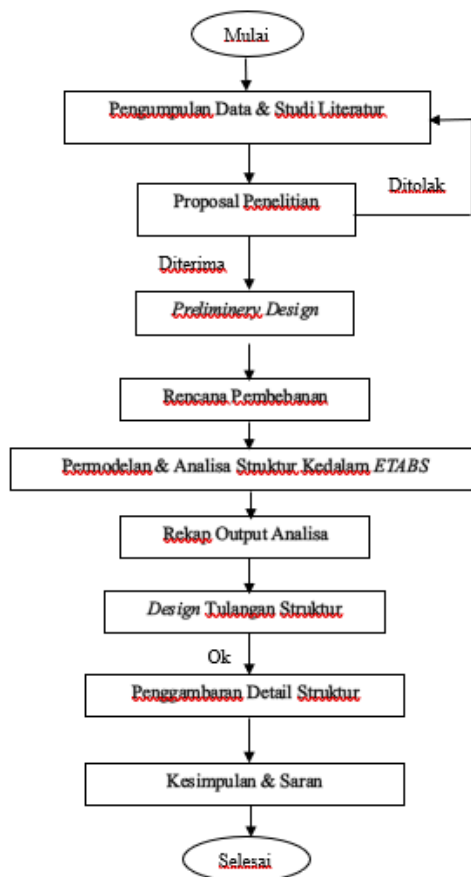 Mulai
Pengumpulan Data & Studi Literatur
Proposal Penelitian
Ditolak
Diterima
Preliminery Design
Rencana Pembebanan
Permodelan & Analisa Struktur Kedalam ETABS
Rekap Output Analisa
Design Tulangan Struktur
Ok
Penggambaran Detail Struktur
Kesimpulan & Saran
Selesai